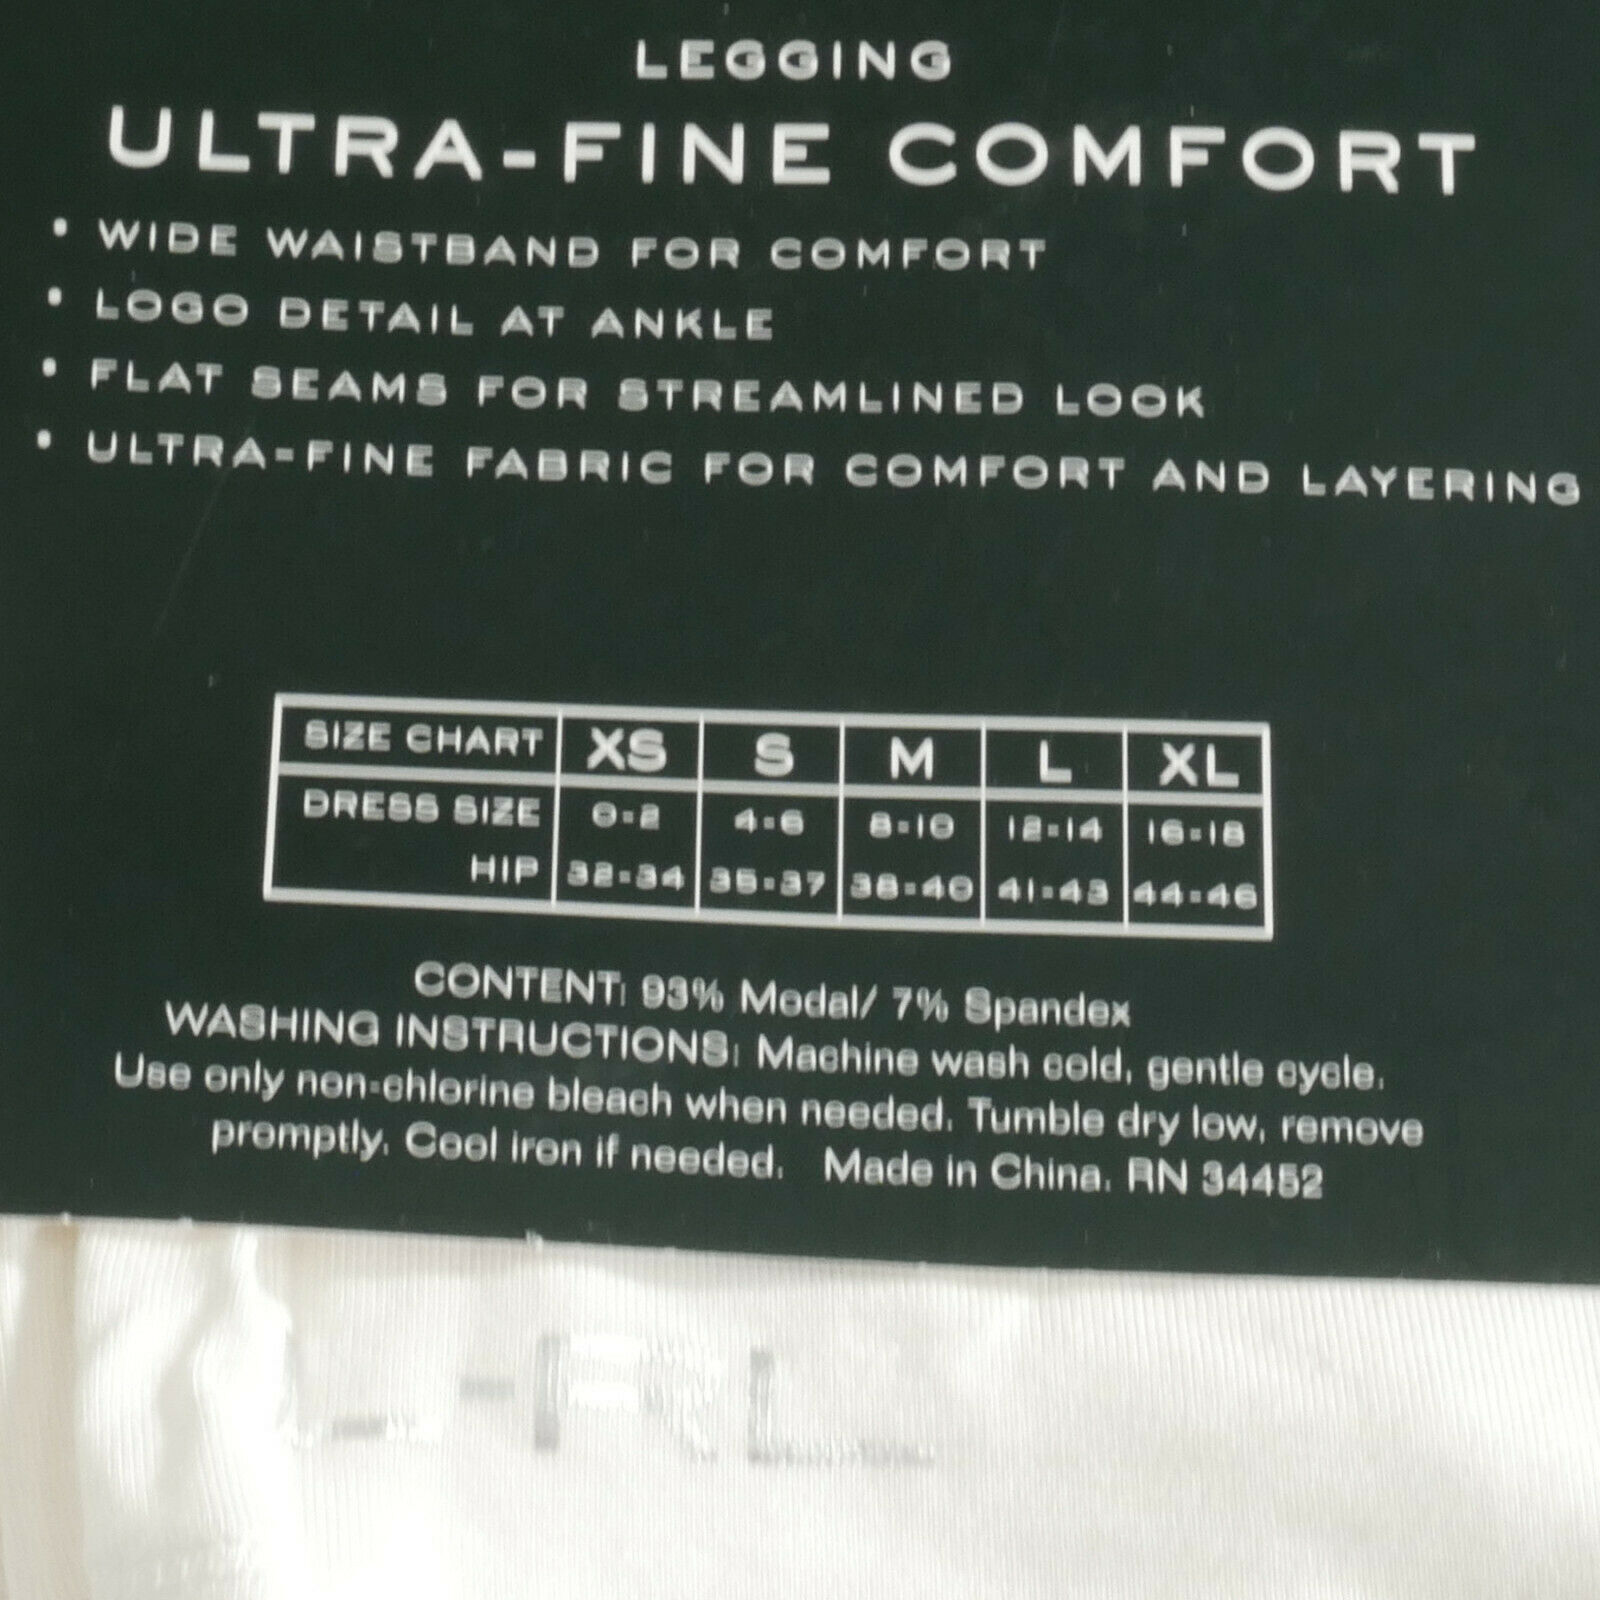 LEGGING
ULTRA-FINE COMFORT
• WIDE WAISTBAND FOR COMFORT
• LOGO DETAIL AT ANKLE
• FLAT SEAMS FOR STREAMLINED LOOK
• ULTRA-FINE FABRIC FOR COMFORT AND LAYERING
SIZE CHART XS S M L XL
DRESS SIZE 0-2 4-6 8-10 12-14 16-18
HIP 32-34 35-37 38-40 41-43 44-46
CONTENT: 93% Modal/ 7% Spandex
WASHING INSTRUCTIONS: Machine wash cold, gentle cycle.
Use only non-chlorine bleach when needed. Tumble dry low, remove
promptly. Cool iron if needed. Made in China. RN 34452